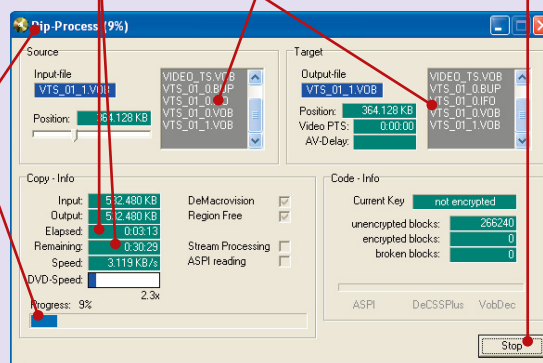 Rip-Process (9%)
Source
Input-file
VTS_01_1.VOB
Position: 364.128 KB
VIDEO_TS.VOB
VTS_01_0.BUP
VTS_01_0.IFO
VTS_01_0.VOB
VTS_01_1.VOB
Target
Output-file
VTS_01_1.VOB
Position: 364.128 KB
Video PTS: 0:00:00
AV-Delay:
VIDEO_TS.VOB
VTS_01_0.BUP
VTS_01_0.IFO
VTS_01_0.VOB
VTS_01_1.VOB
Copy - Info
Input: 532.480 KB
Output: 532.480 KB
Elapsed: 0:03:13
Remaining: 0:30:29
Speed: 3.119 KB/s
DVD-Speed:
2.3x
DeMacrovision
Region Free
Stream Processing
ASPI reading
Progress: 9%
Code - Info
Current Key not encrypted
unencrypted blocks: 266240
encrypted blocks: 0
broken blocks: 0
ASPI DeCSSPlus VobDec
Stop